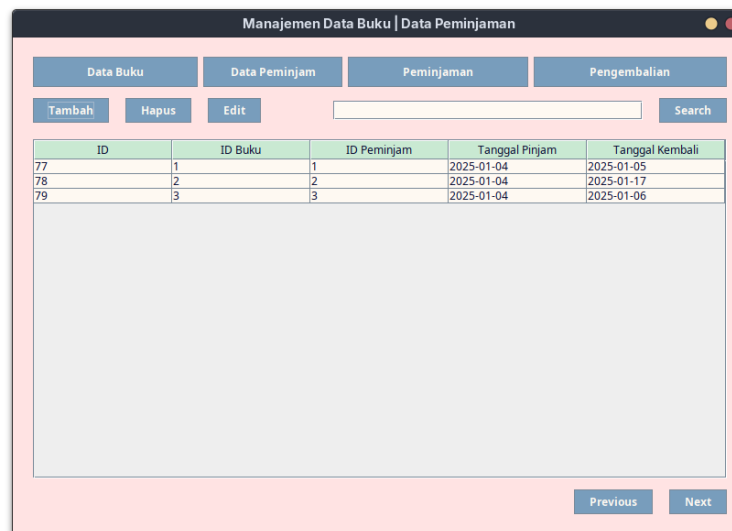 Manajemen Data Buku | Data Peminjaman
Data Buku Data Peminjam Peminjaman Pengembalian
Tambah Hapus Edit Search
ID ID Buku ID Peminjam Tanggal Pinjam Tanggal Kembali
77 1 1 2025-01-04 2025-01-05
78 2 2 2025-01-04 2025-01-17
79 3 3 2025-01-04 2025-01-06
Previous Next